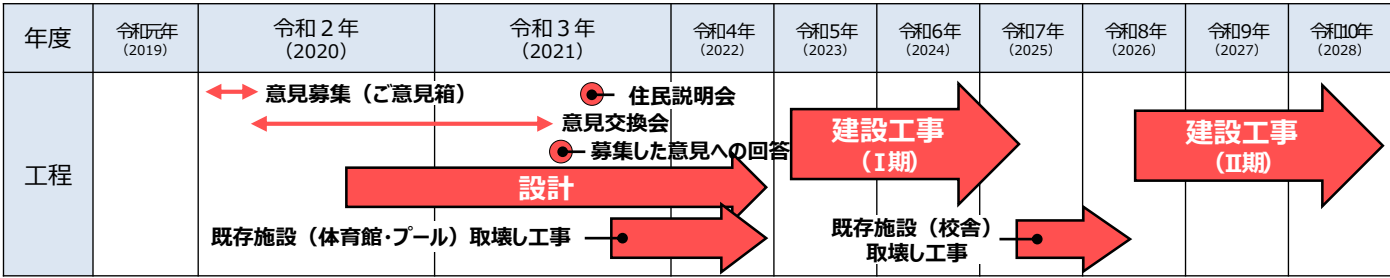 年度
令和元年
（2019）
令和２年
（2020）
令和３年
（2021）
令和4年
（2022）
令和5年
（2023）
令和6年
（2024）
令和7年
（2025）
令和8年
（2026）
令和9年
（2027）
令和10年
（2028）
工程
意見募集（ご意見箱）
住民説明会
意見交換会
募集した意見への回答
設計
既存施設（体育館・プール）取壊し工事
建設工事
（Ⅰ期）
既存施設（校舎）
取壊し工事
建設工事
（Ⅱ期）